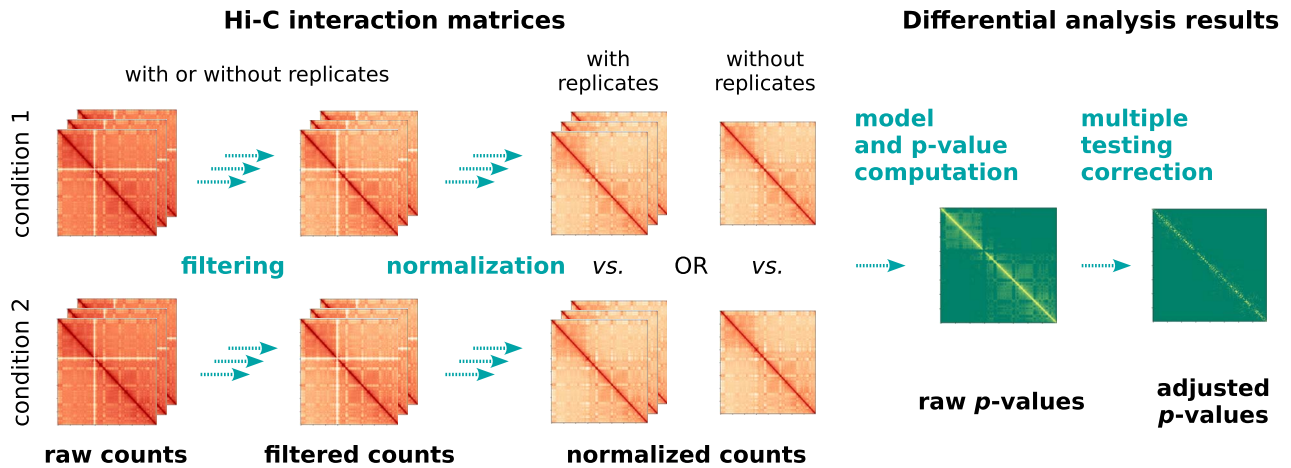 Hi-C interaction matrices
Differential analysis results
with or without replicates
with
replicates
without
replicates
condition 1
model
and p-value
computation
multiple
testing
correction
filtering
normalization
vs.
OR
vs.
condition 2
raw p-values
adjusted
p-values
raw counts
filtered counts
normalized counts